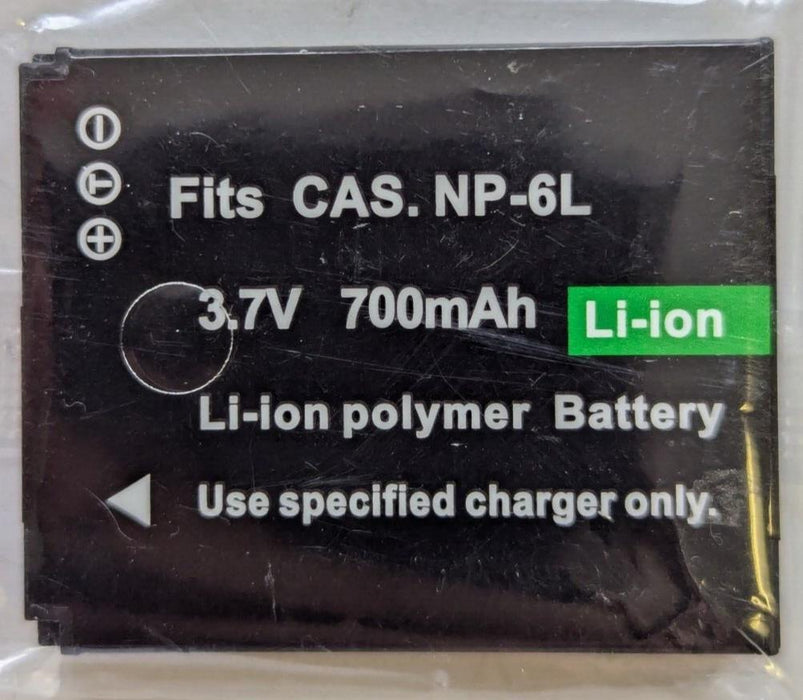 Fits CAS. NP-6L
3.7V 700mAh
Li-ion
Li-ion polymer Battery
Use specified charger only.
T